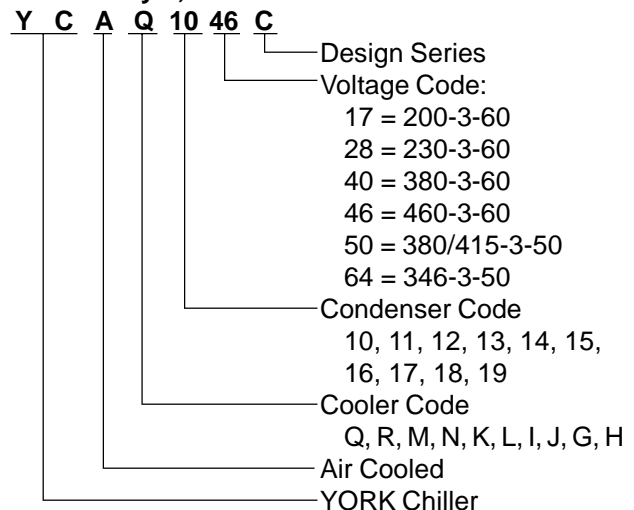 Y C A Q 10 46 C
Design Series
Voltage Code:
17 = 200-3-60
28 = 230-3-60
40 = 380-3-60
46 = 460-3-60
50 = 380/415-3-50
64 = 346-3-50
Condenser Code
10, 11, 12, 13, 14, 15,
16, 17, 18, 19
Cooler Code
Q, R, M, N, K, L, I, J, G, H
Air Cooled
YORK Chiller